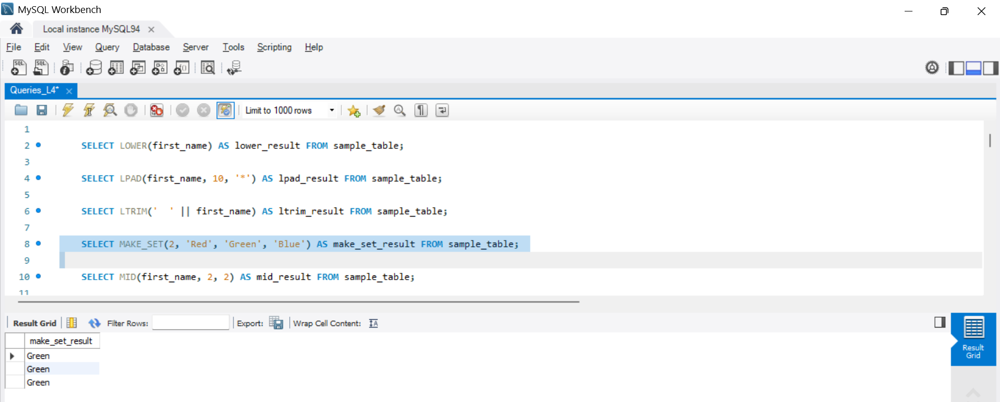 MySQL Workbench
Local instance MySQL94
File Edit View Query Database Server Tools Scripting Help
SQL SQL
Queries_L4*
Limit to 1000 rows
1
2 SELECT LOWER(first_name) AS lower_result FROM sample_table;
3
4 SELECT LPAD(first_name, 10, '*') AS lpad_result FROM sample_table;
5
6 SELECT LTRIM('  ' || first_name) AS ltrim_result FROM sample_table;
7
8 SELECT MAKE_SET(2, 'Red', 'Green', 'Blue') AS make_set_result FROM sample_table;
9
10 SELECT MID(first_name, 2, 2) AS mid_result FROM sample_table;
11
Result Grid Filter Rows: Export: Wrap Cell Content:
make_set_result
Green
Green
Green
Result
Grid